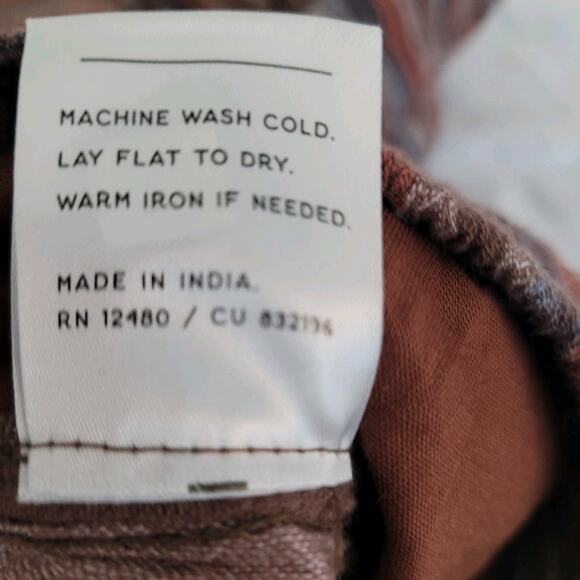 MACHINE WASH COLD.
LAY FLAT TO DRY.
WARM IRON IF NEEDED.
MADE IN INDIA.
RN 12480 / CU 832196